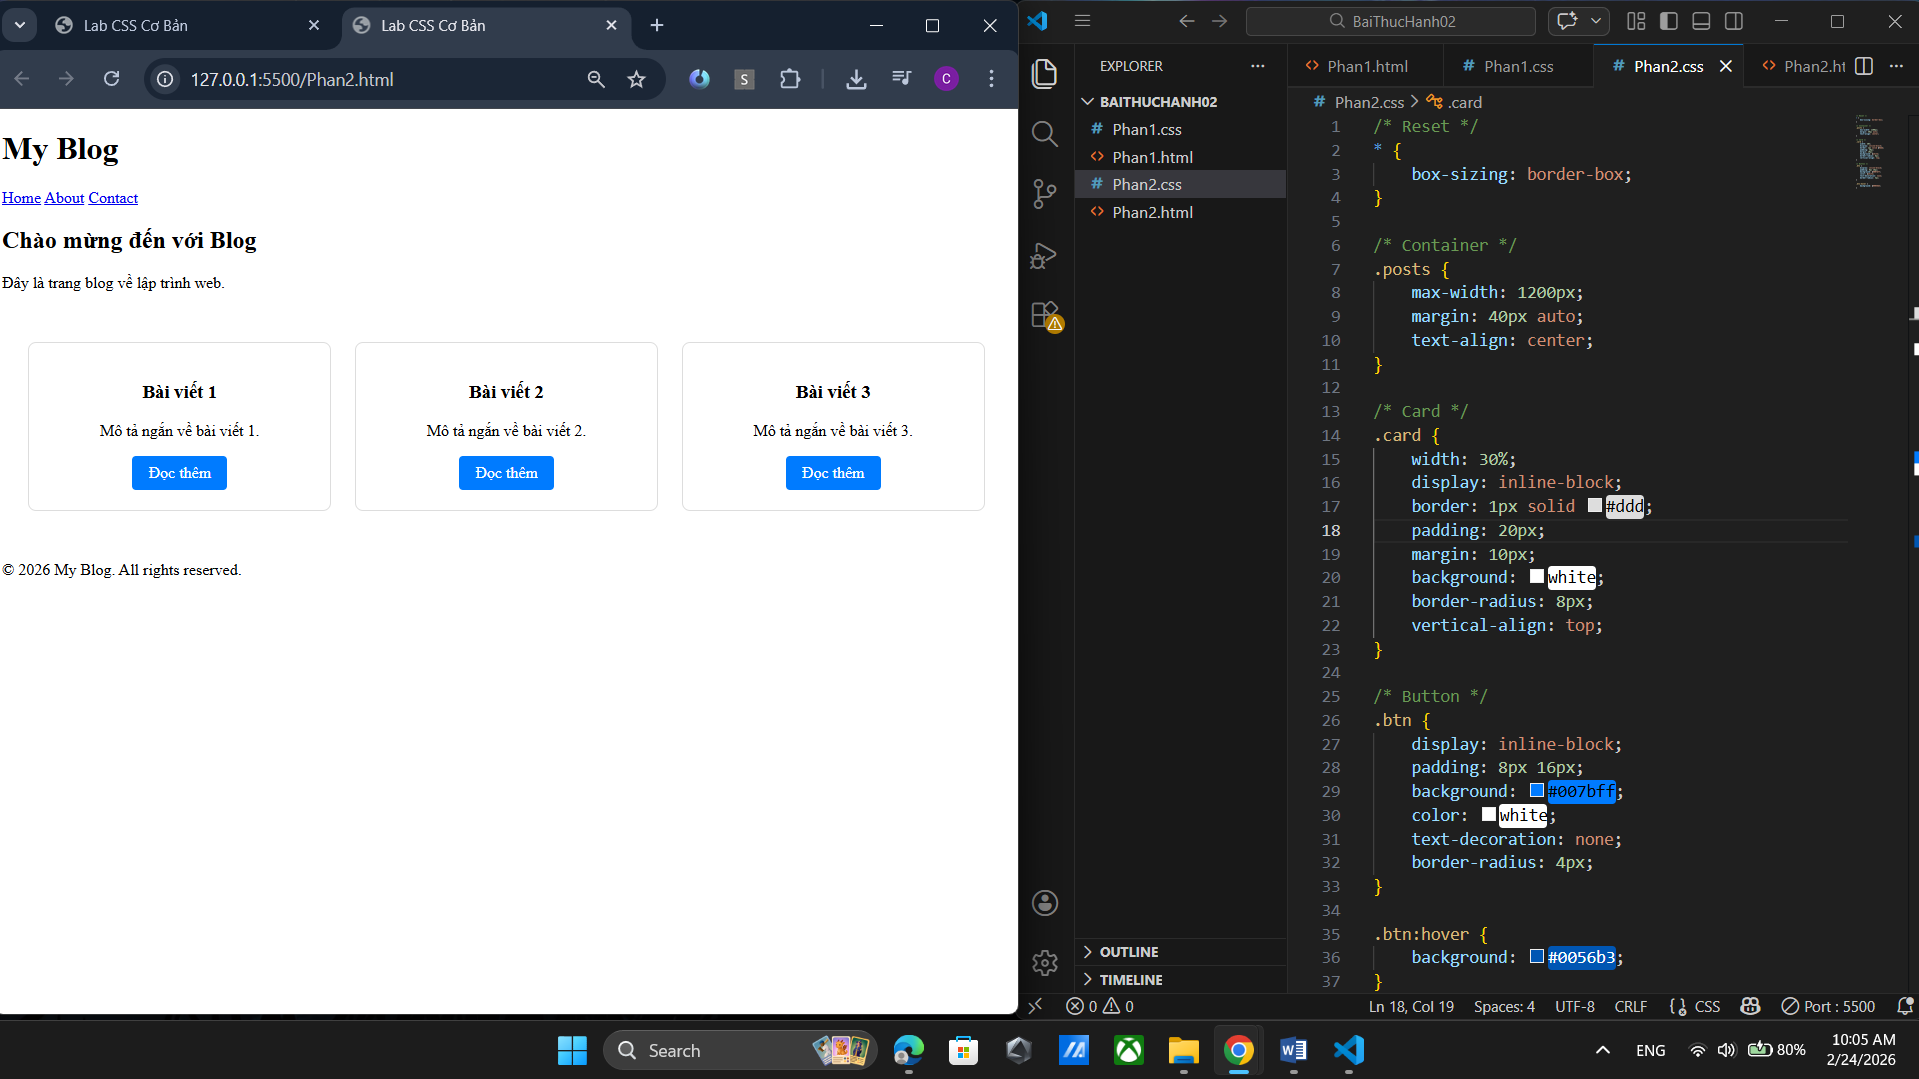 Lab CSS Cơ Bản
Lab CSS Cơ Bản
127.0.0.1:5500/Phan2.html
S
C
My Blog
Home About Contact
Chào mừng đến với Blog
Đây là trang blog về lập trình web.
Bài viết 1
Mô tả ngắn về bài viết 1.
Đọc thêm
Bài viết 2
Mô tả ngắn về bài viết 2.
Đọc thêm
Bài viết 3
Mô tả ngắn về bài viết 3.
Đọc thêm
© 2026 My Blog. All rights reserved.
BaiThucHanh02
EXPLORER
BAITHUCHANH02
# Phan1.css
<> Phan1.html
# Phan2.css
<> Phan2.html
OUTLINE
TIMELINE
<> Phan1.html
# Phan1.css
# Phan2.css
<> Phan2.ht
# Phan2.css > .card
1 /* Reset */
2 * {
3 box-sizing: border-box;
4 }
5
6 /* Container */
7 .posts {
8 max-width: 1200px;
9 margin: 40px auto;
10 text-align: center;
11 }
12
13 /* Card */
14 .card {
15 width: 30%;
16 display: inline-block;
17 border: 1px solid #ddd;
18 padding: 20px;
19 margin: 10px;
20 background: white;
21 border-radius: 8px;
22 vertical-align: top;
23 }
24
25 /* Button */
26 .btn {
27 display: inline-block;
28 padding: 8px 16px;
29 background: #007bff;
30 color: white;
31 text-decoration: none;
32 border-radius: 4px;
33 }
34
35 .btn:hover {
36 background: #0056b3;
37 }
0 0
Ln 18, Col 19
Spaces: 4
UTF-8
CRLF
{ } CSS
Port : 5500
Search
ENG
80%
10:05 AM
2/24/2026